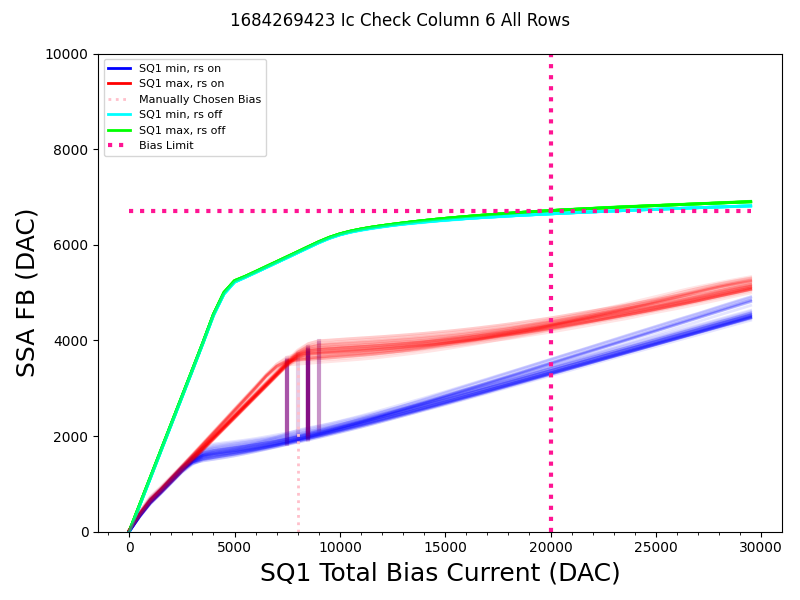 1684269423 Ic Check Column 6 All Rows
10000
8000
6000
4000
2000
0
SSA FB (DAC)
SQ1 min, rs on
SQ1 max, rs on
Manually Chosen Bias
SQ1 min, rs off
SQ1 max, rs off
Bias Limit
0 5000 10000 15000 20000 25000 30000
SQ1 Total Bias Current (DAC)